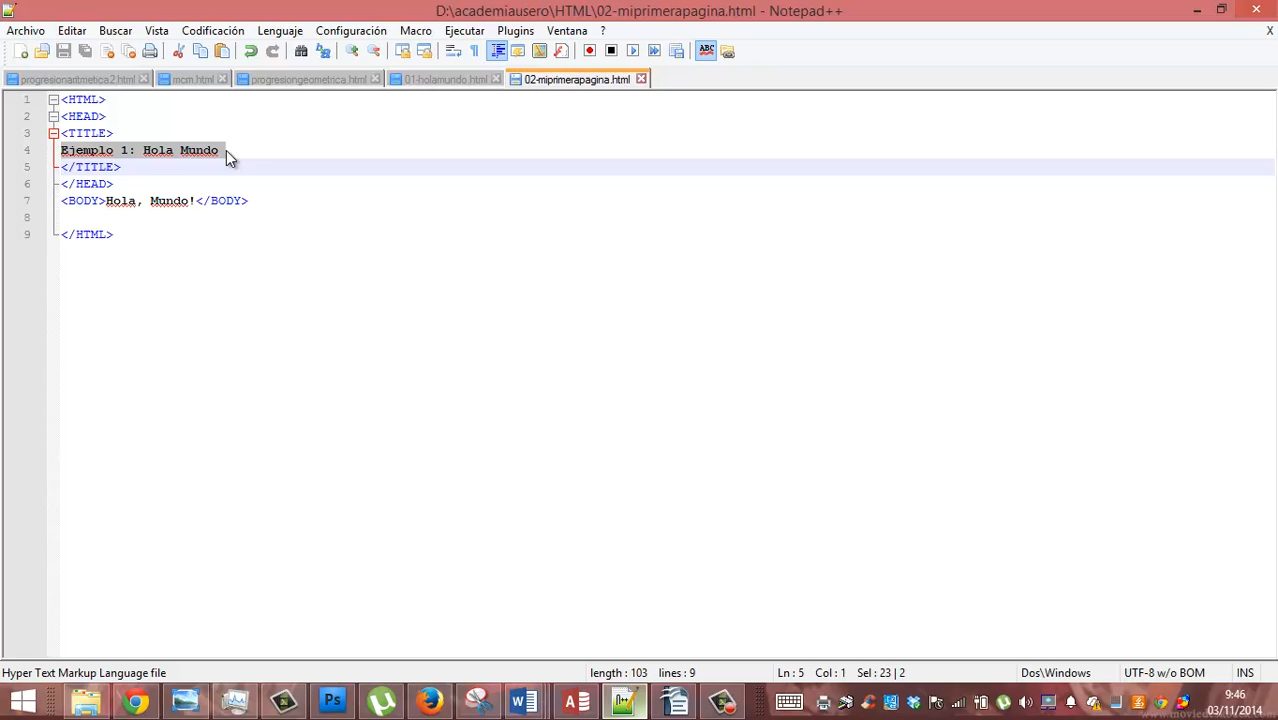 D:\academiausero\HTML\02-miprimerapagina.html - Notepad++
Archivo Editar Buscar Vista Codificación Lenguaje Configuración Macro Ejecutar Plugins Ventana ? X
progresionaritmetica2.html mcm.html progresiongeometrica.html 01-holamundo.html 02-miprimerapagina.html
1 <HTML>
2 <HEAD>
3 <TITLE>
4 Ejemplo 1: Hola Mundo
5 </TITLE>
6 </HEAD>
7 <BODY>Hola, Mundo!</BODY>
8
9 </HTML>
Hyper Text Markup Language file length : 103 lines : 9 Ln : 5 Col : 1 Sel : 23 | 2 Dos\Windows UTF-8 w/o BOM INS
9:46
03/11/2014